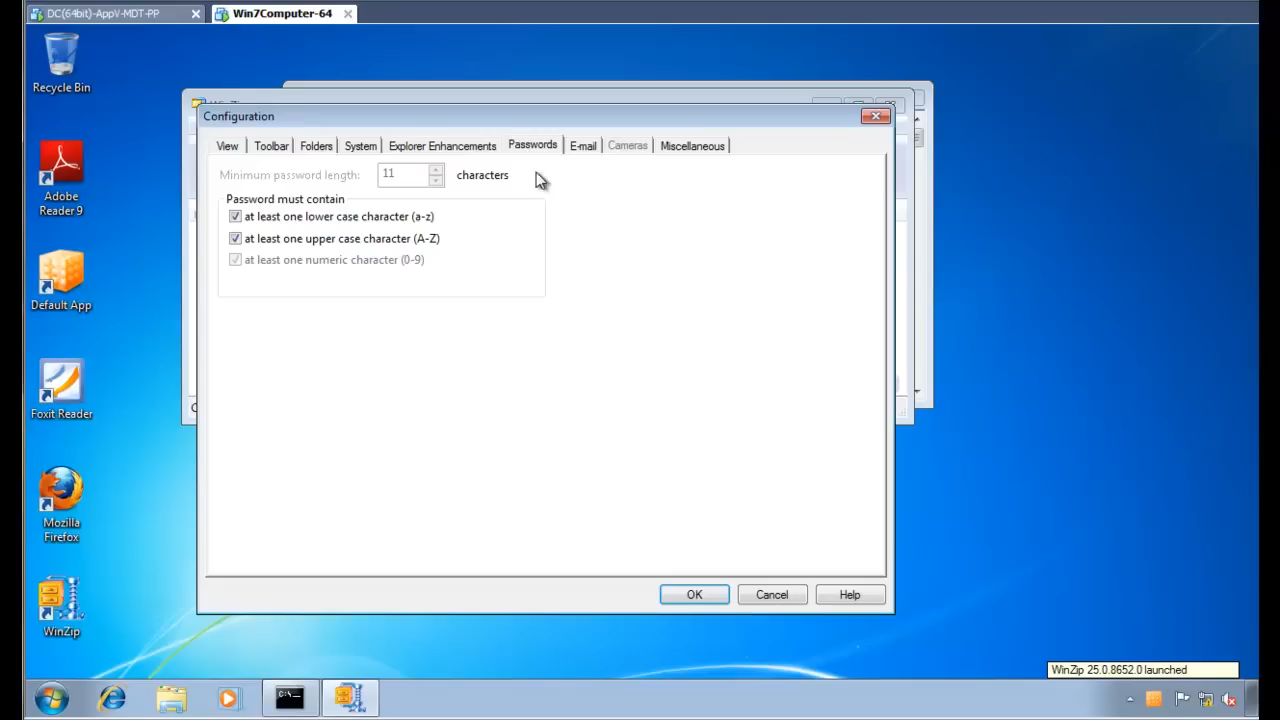 DC(64bit)-AppV-MDT-PP
Win7Computer-64
Recycle Bin
Adobe
Reader 9
Default App
Foxit Reader
Mozilla
Firefox
WinZip
Configuration
View
Toolbar
Folders
System
Explorer Enhancements
Passwords
E-mail
Cameras
Miscellaneous
Minimum password length:
11
characters
Password must contain
at least one lower case character (a-z)
at least one upper case character (A-Z)
at least one numeric character (0-9)
OK
Cancel
Help
WinZip 25.0.8652.0 launched
C:\